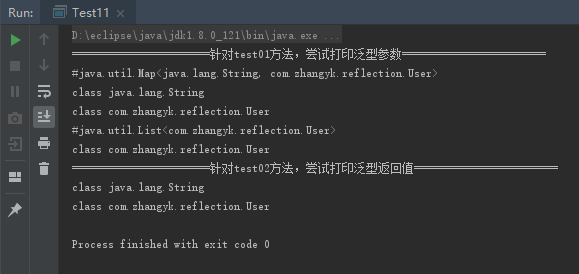 Run: Test11
D:\eclipse\java\jdk1.8.0_121\bin\java.exe ...
====================针对test01方法，尝试打印泛型参数====================
#java.util.Map<java.lang.String, com.zhangyk.reflection.User>
class java.lang.String
class com.zhangyk.reflection.User
#java.util.List<com.zhangyk.reflection.User>
class com.zhangyk.reflection.User
====================针对test02方法，尝试打印泛型返回值====================
class java.lang.String
class com.zhangyk.reflection.User
Process finished with exit code 0